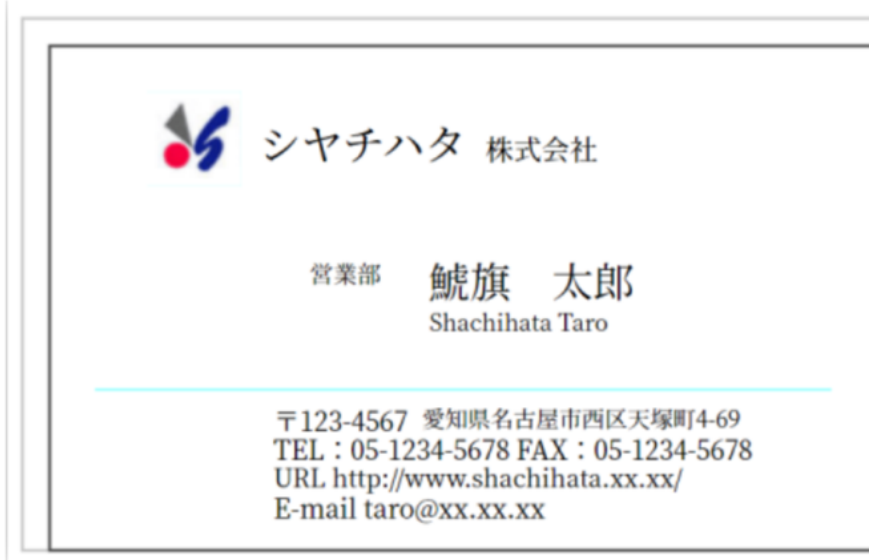 シヤチハタ 株式会社
営業部 鯱旗 太郎
Shachihata Taro
〒123-4567 愛知県名古屋市西区天塚町4-69
TEL:05-1234-5678 FAX:05-1234-5678
URL http://www.shachihata.xx.xx/
E-mail taro@xx.xx.xx